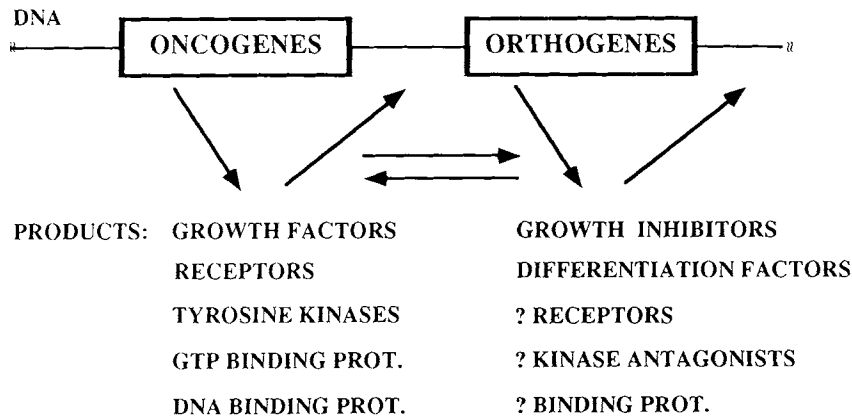 DNA
ONCOGENES ORTHOGENES
PRODUCTS: GROWTH FACTORS GROWTH INHIBITORS
RECEPTORS DIFFERENTIATION FACTORS
TYROSINE KINASES ? RECEPTORS
GTP BINDING PROT. ? KINASE ANTAGONISTS
DNA BINDING PROT. ? BINDING PROT.